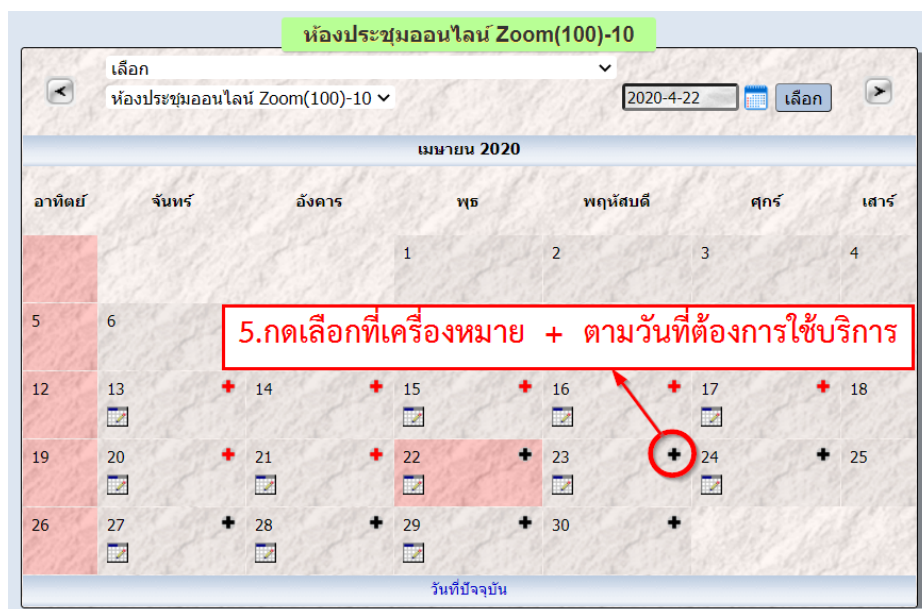 ห้องประชุมออนไลน์ Zoom(100)-10
เลือก
ห้องประชุมออนไลน์ Zoom(100)-10
2020-4-22 เลือก
เมษายน 2020
อาทิตย์ จันทร์ อังคาร พุธ พฤหัสบดี ศุกร์ เสาร์
1 2 3 4
5 6
5.กดเลือกที่เครื่องหมาย + ตามวันที่ต้องการใช้บริการ
12 13 14 15 16 17 18
19 20 21 22 23 24 25
26 27 28 29 30
วันที่ปัจจุบัน